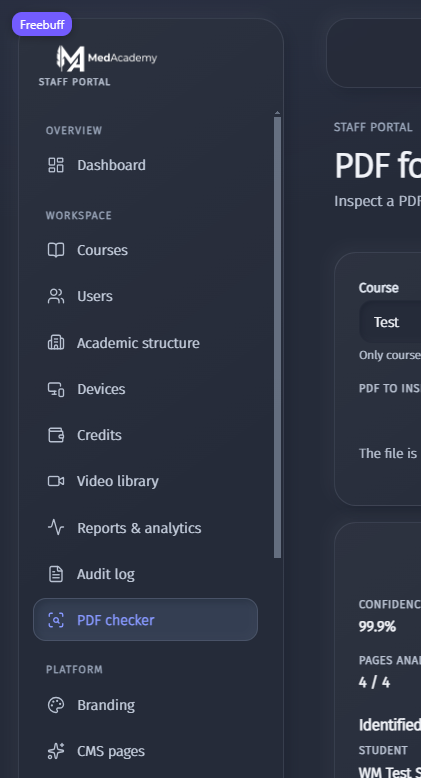 Freebuff
MedAcademy
STAFF PORTAL
OVERVIEW
Dashboard
WORKSPACE
Courses
Users
Academic structure
Devices
Credits
Video library
Reports & analytics
Audit log
PDF checker
PLATFORM
Branding
CMS pages
STAFF PORTAL
PDF fo
Inspect a PDF
Course
Test
Only course
PDF TO INS
The file is
CONFIDENC
99.9%
PAGES ANAL
4 / 4
Identified
STUDENT
WM Test S